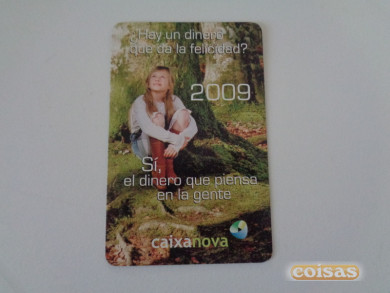 ¿Hay un dinero
que da la felicidad?
2009
Sí,
el dinero que piensa
en la gente
caixanova
coisas